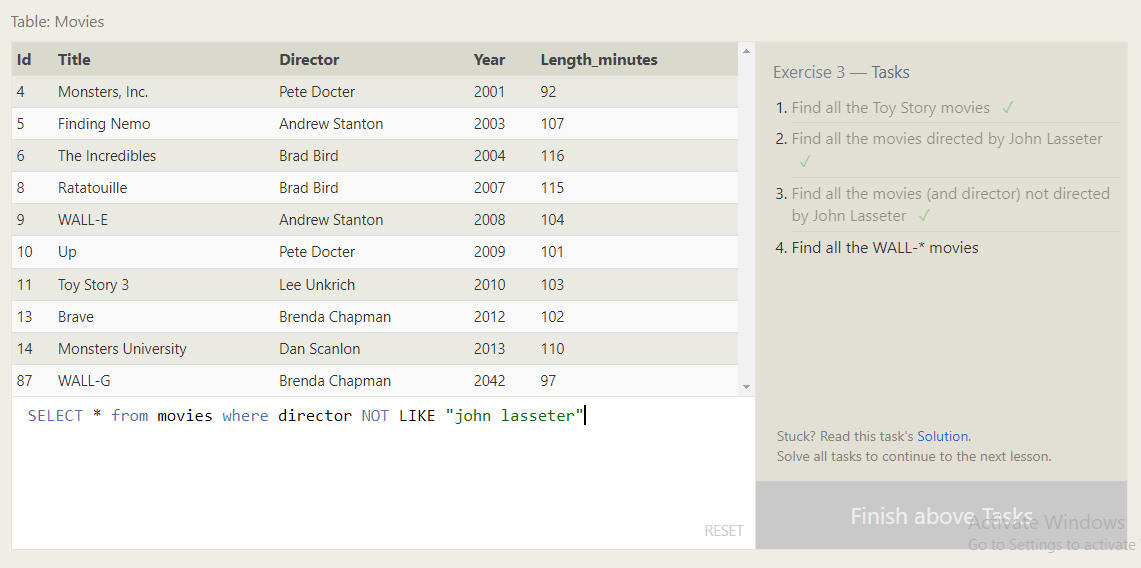 Table: Movies
Id Title Director Year Length_minutes
4 Monsters, Inc. Pete Docter 2001 92
5 Finding Nemo Andrew Stanton 2003 107
6 The Incredibles Brad Bird 2004 116
8 Ratatouille Brad Bird 2007 115
9 WALL-E Andrew Stanton 2008 104
10 Up Pete Docter 2009 101
11 Toy Story 3 Lee Unkrich 2010 103
13 Brave Brenda Chapman 2012 102
14 Monsters University Dan Scanlon 2013 110
87 WALL-G Brenda Chapman 2042 97
SELECT * from movies where director NOT LIKE "john lasseter"
RESET
Exercise 3 — Tasks
1. Find all the Toy Story movies ✓
2. Find all the movies directed by John Lasseter
✓
3. Find all the movies (and director) not directed
by John Lasseter ✓
4. Find all the WALL-* movies
Stuck? Read this task's Solution.
Solve all tasks to continue to the next lesson.
Finish above Tasks
Activate Windows
Go to Settings to activate